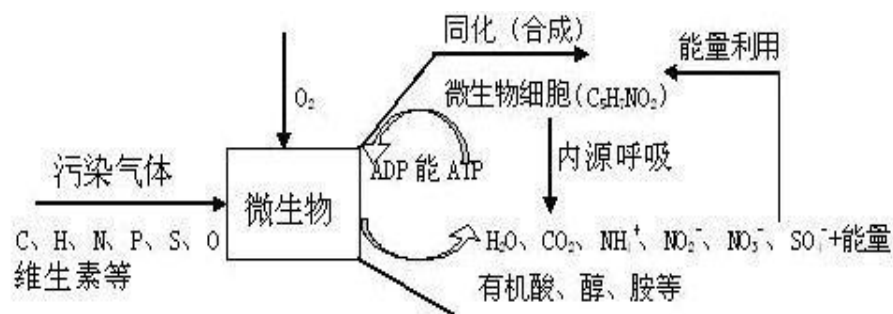 同化（合成）
能量利用
O₂
微生物细胞(C₅H₇NO₂)
污染气体
ADP 能 ATP
内源呼吸
微生物
C、H、N、P、S、O
H₂O、CO₂、NH₄⁺、NO₂⁻、NO₃⁻、SO₄⁻+能量
维生素等
有机酸、醇、胺等